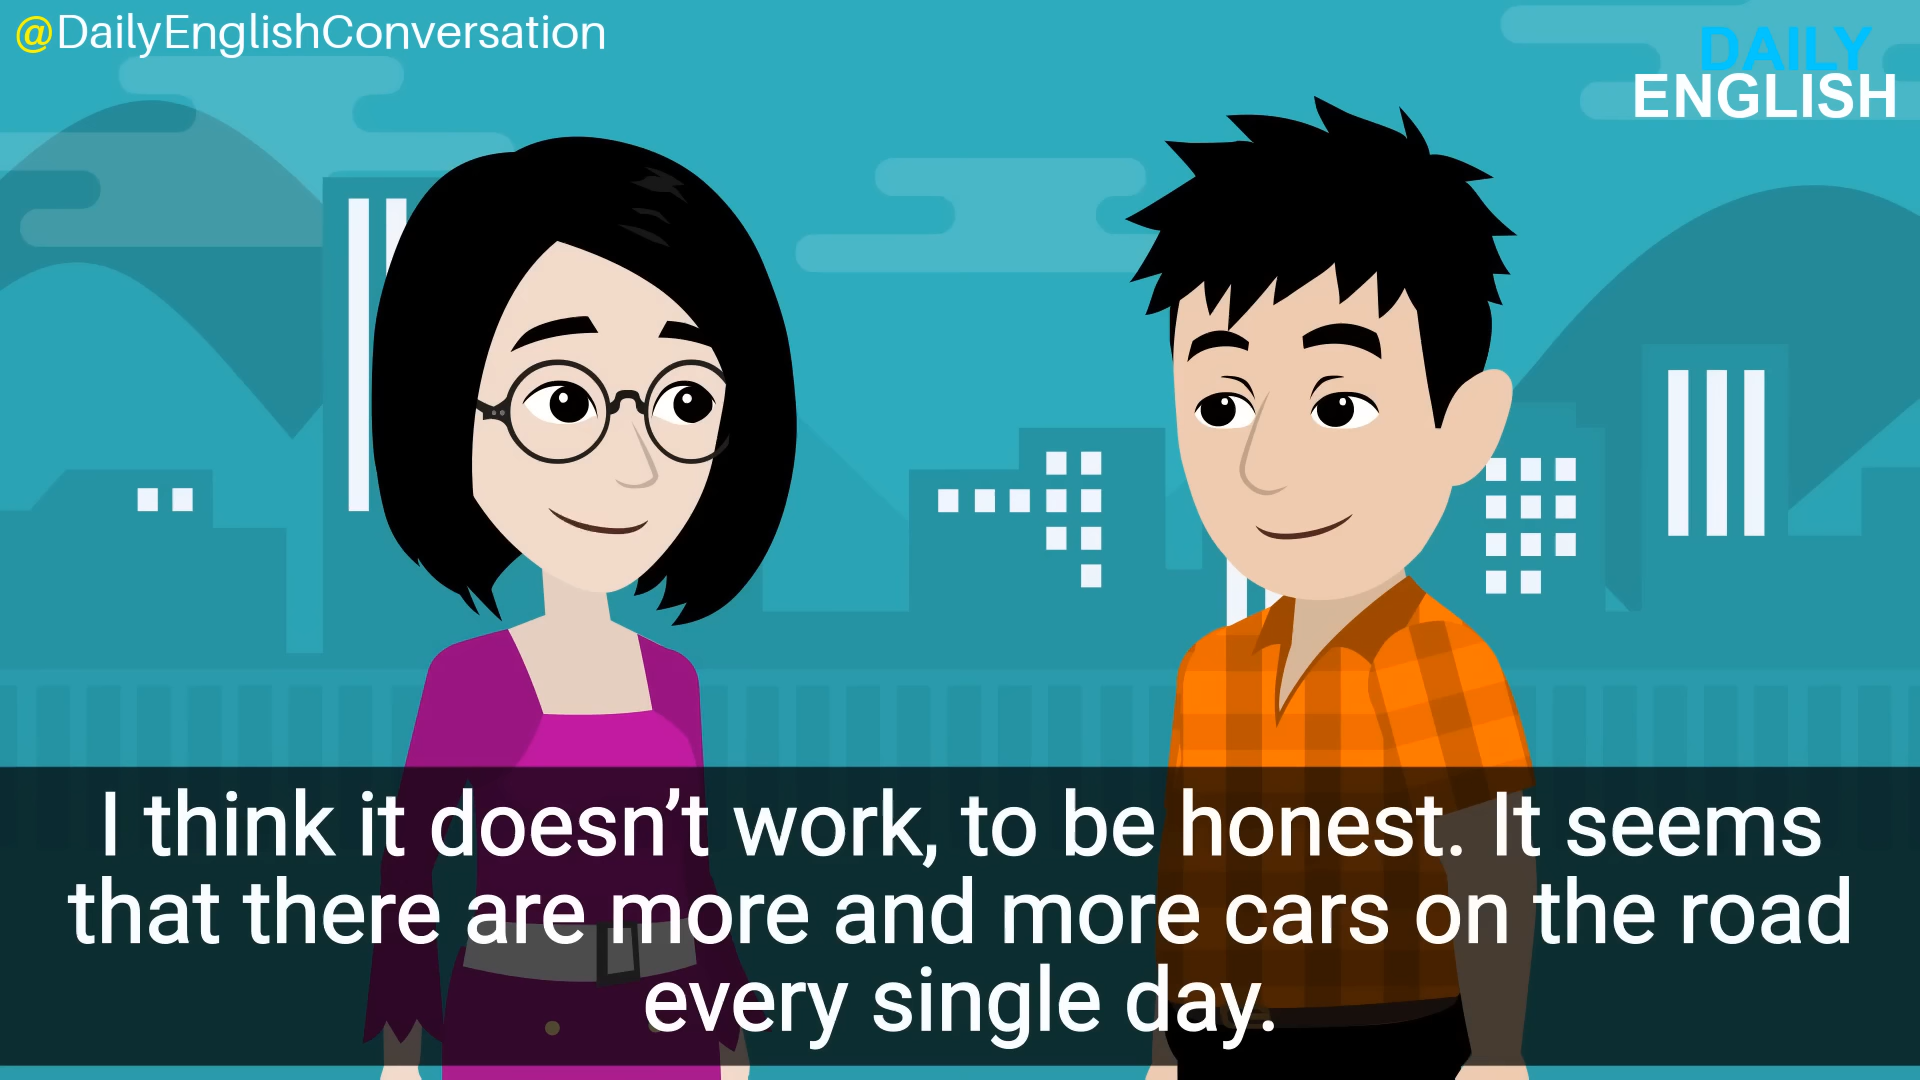 @DailyEnglishConversation
DAILY
ENGLISH
I think it doesn’t work, to be honest. It seems
that there are more and more cars on the road
every single day.